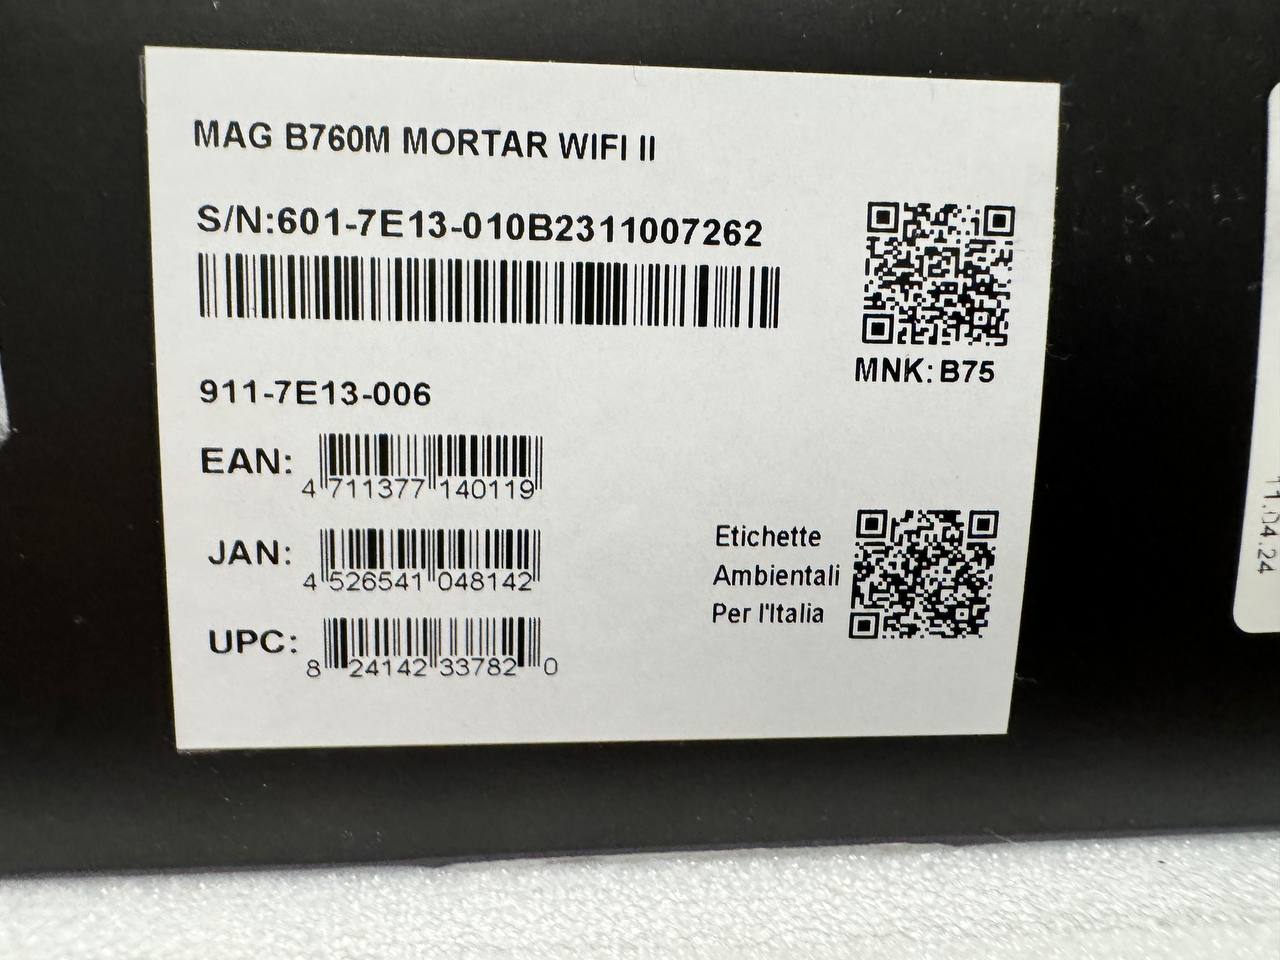 MAG B760M MORTAR WIFI II
S/N:601-7E13-010B2311007262
MNK: B75
911-7E13-006
EAN:
4 711377 140119
JAN:
4 526541 048142
UPC:
8 24142 33782 0
Etichette
Ambientali
Per l'Italia
11.04.24